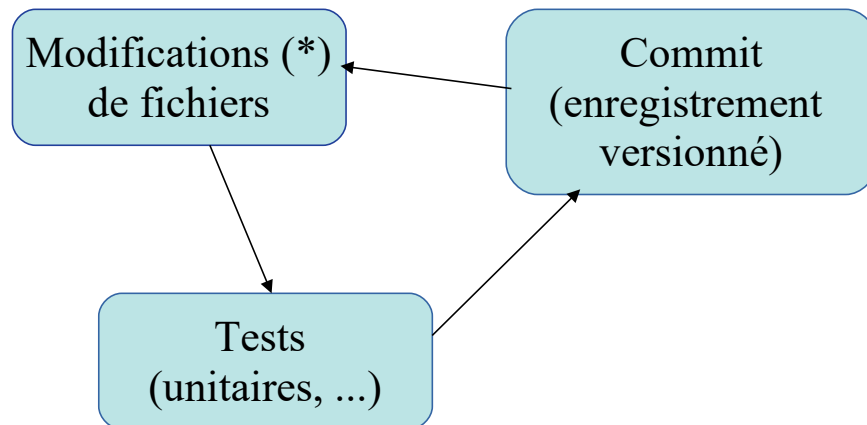 Modifications (*)
de fichiers
Commit
(enregistrement
versionné)
Tests
(unitaires, ...)